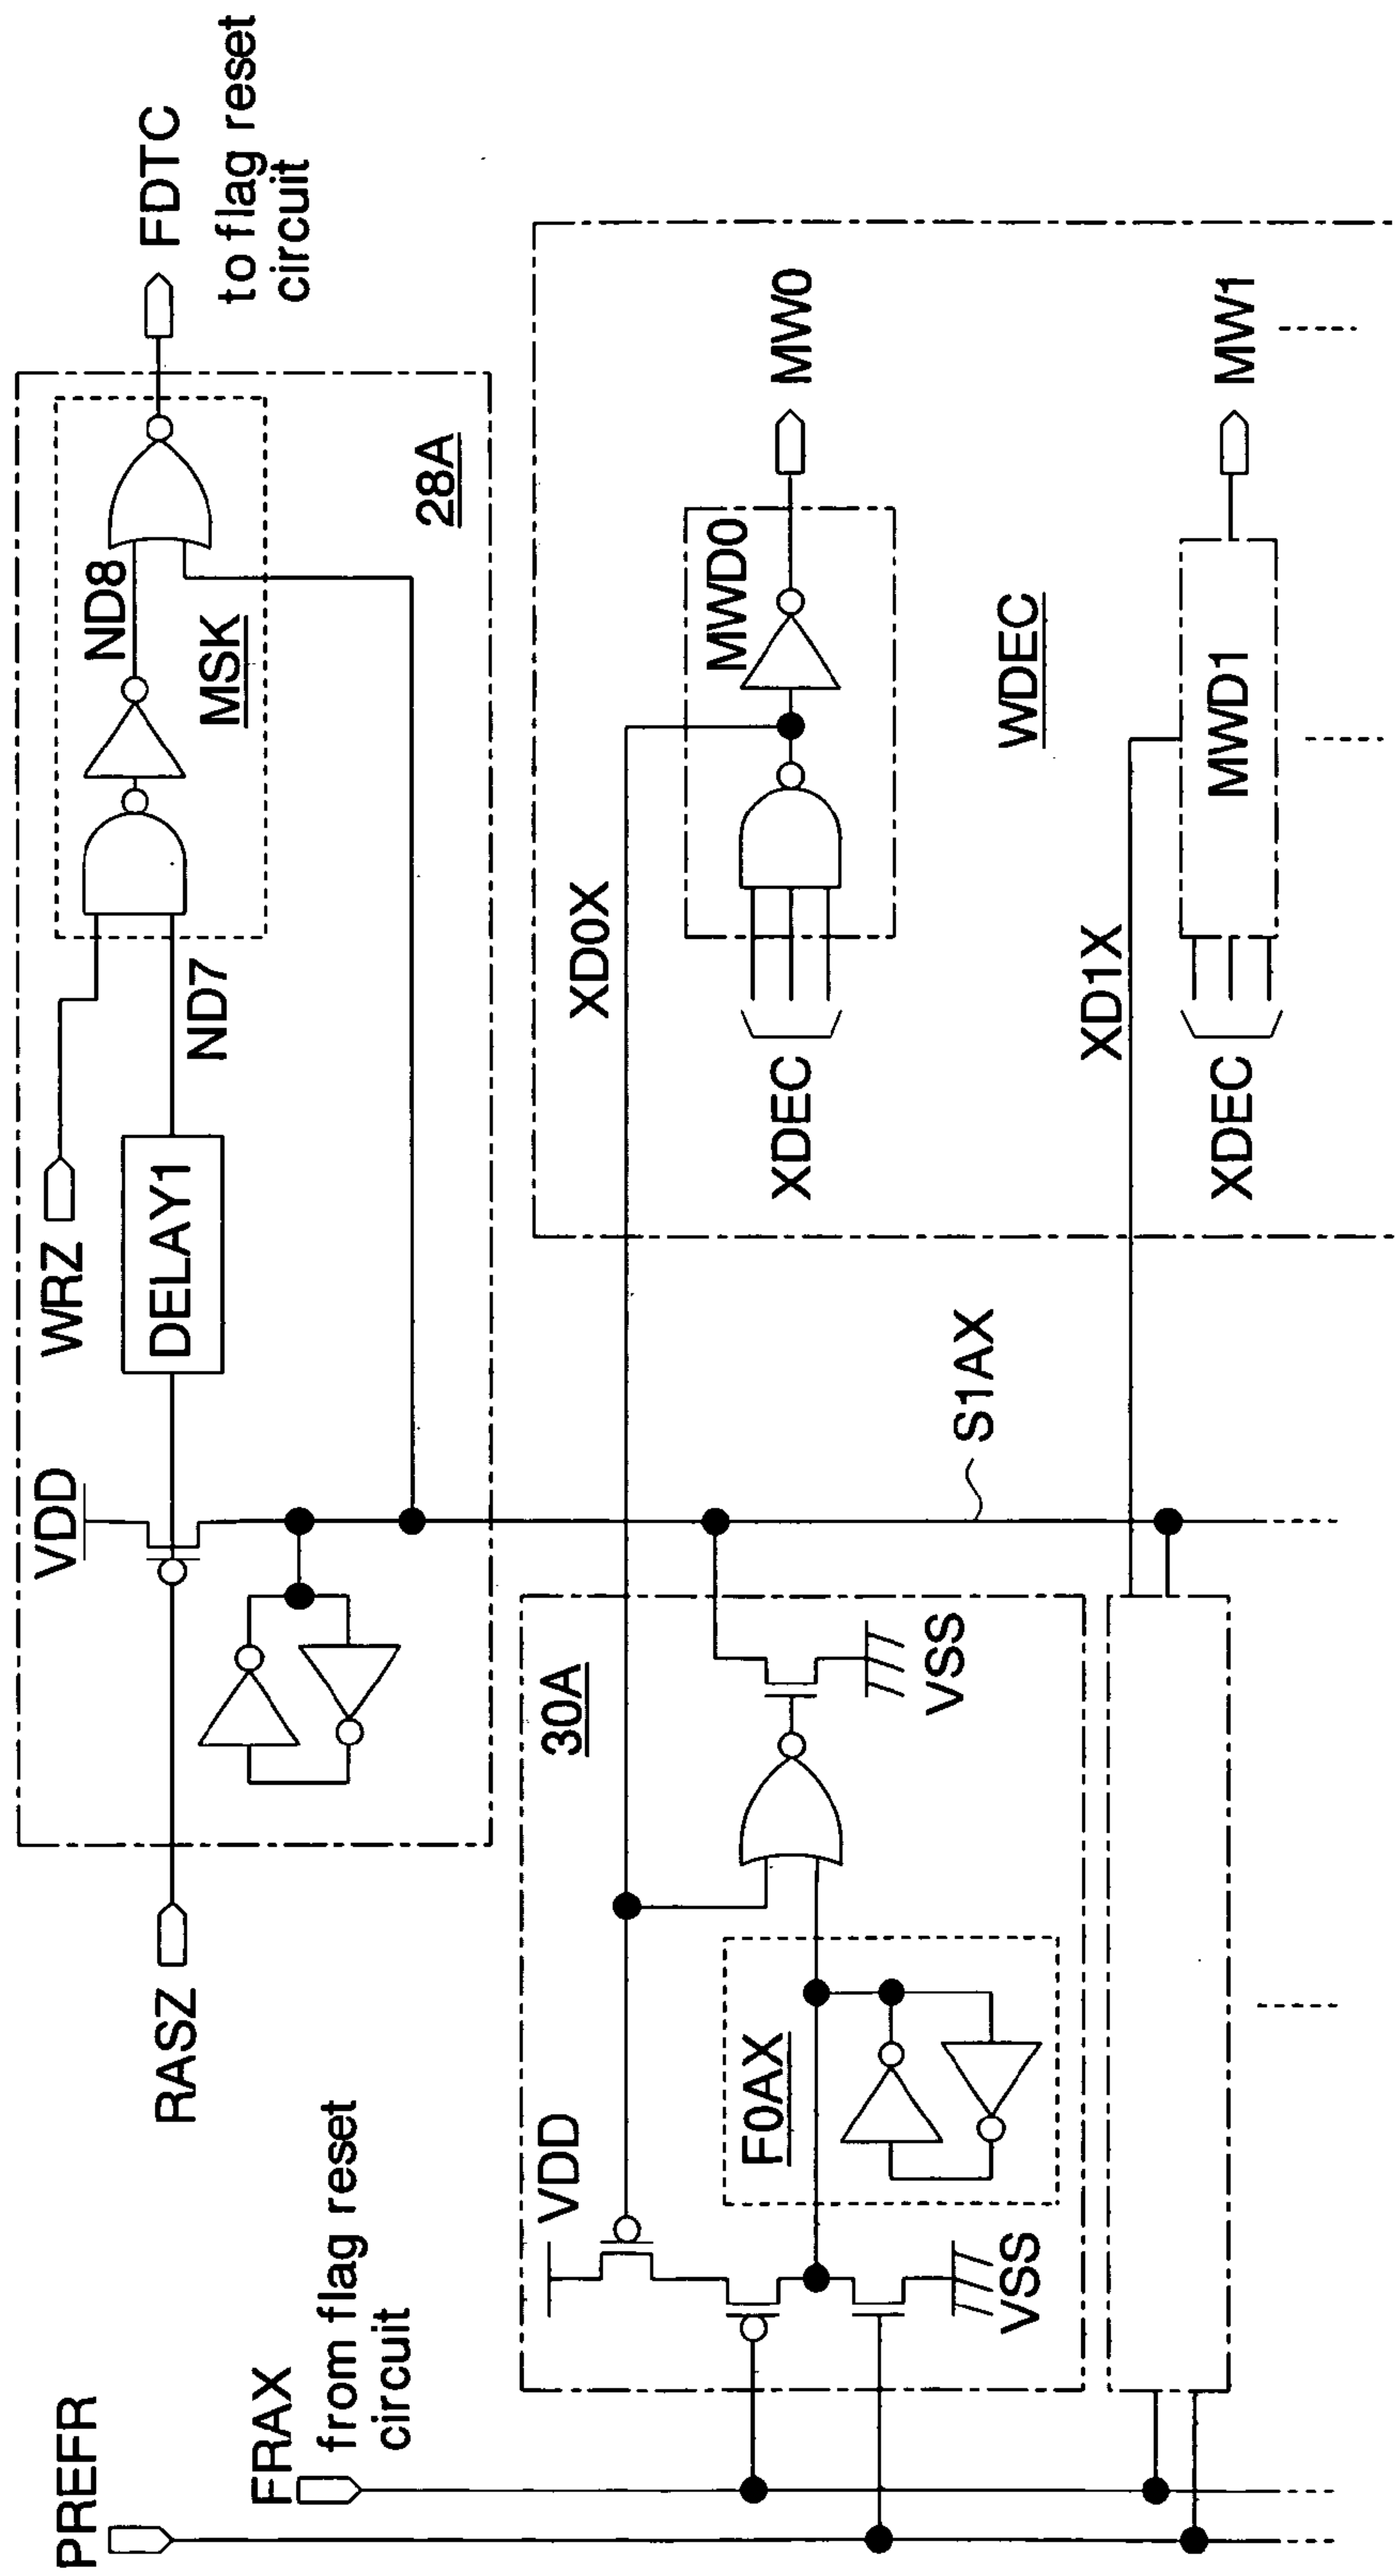 PREFR
FRAX
from flag reset
circuit
RASZ
VDD
WRZ
DELAY1
ND7
ND8
MSK
28A
FDTC
to flag reset
circuit
VDD
30A
F0AX
VSS
VSS
S1AX
XD0X
XDEC
MWD0
MW0
WDEC
XD1X
XDEC
MWD1
MW1